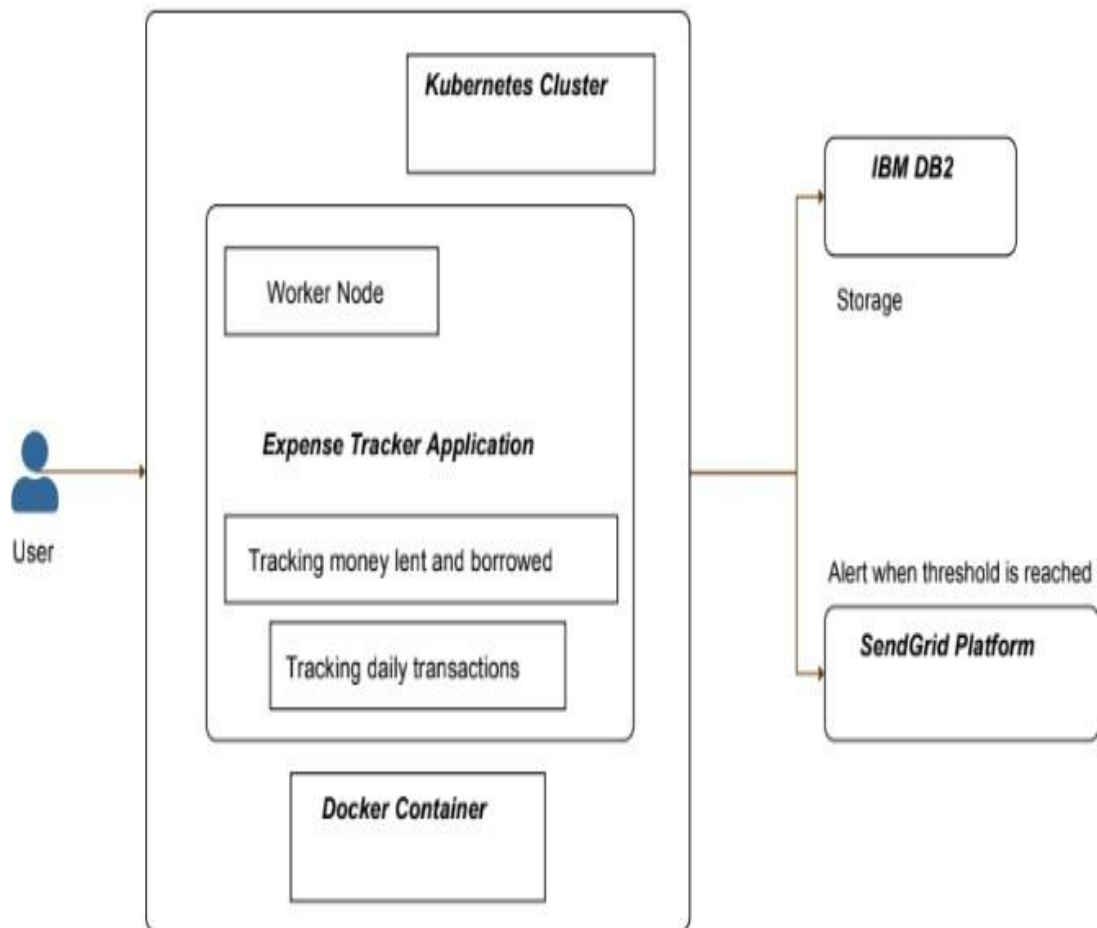 Kubernetes Cluster
IBM DB2
Worker Node
Storage
Expense Tracker Application
User
Tracking money lent and borrowed
Alert when threshold is reached
SendGrid Platform
Tracking daily transactions
Docker Container